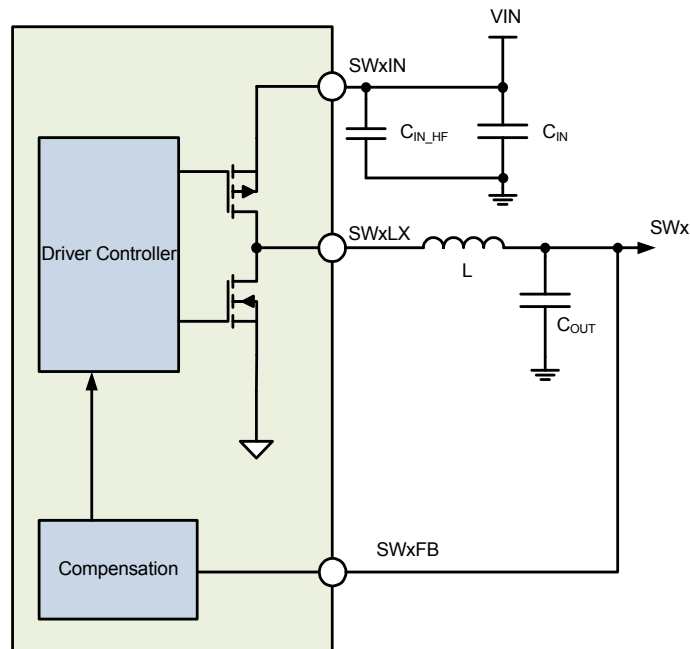 VIN
SWxIN
C_IN_HF
C_IN
Driver Controller
SWxLX
SWx
L
C_OUT
SWxFB
Compensation